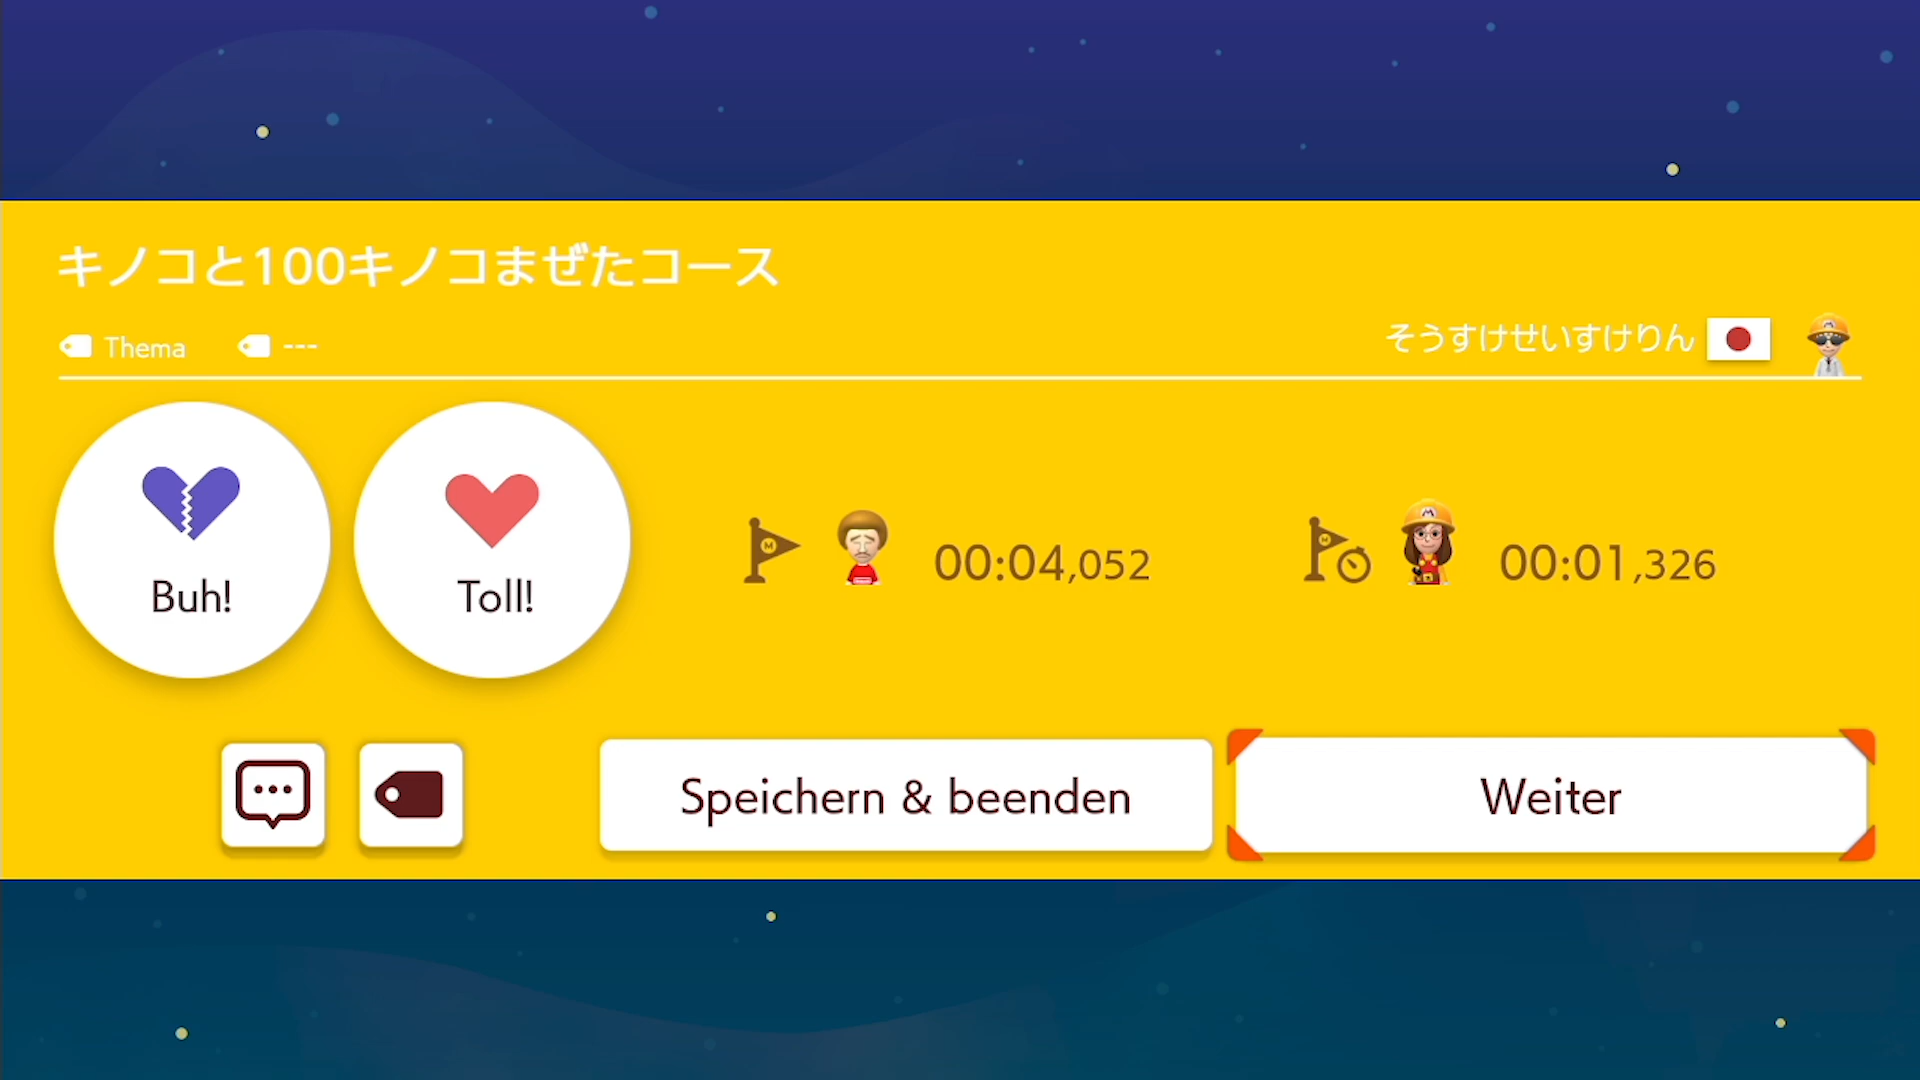 キノコと100キノコまぜたコース
Thema ---
そうすけせいすけりん
Buh!
Toll!
00:04,052
00:01,326
Speichern & beenden
Weiter